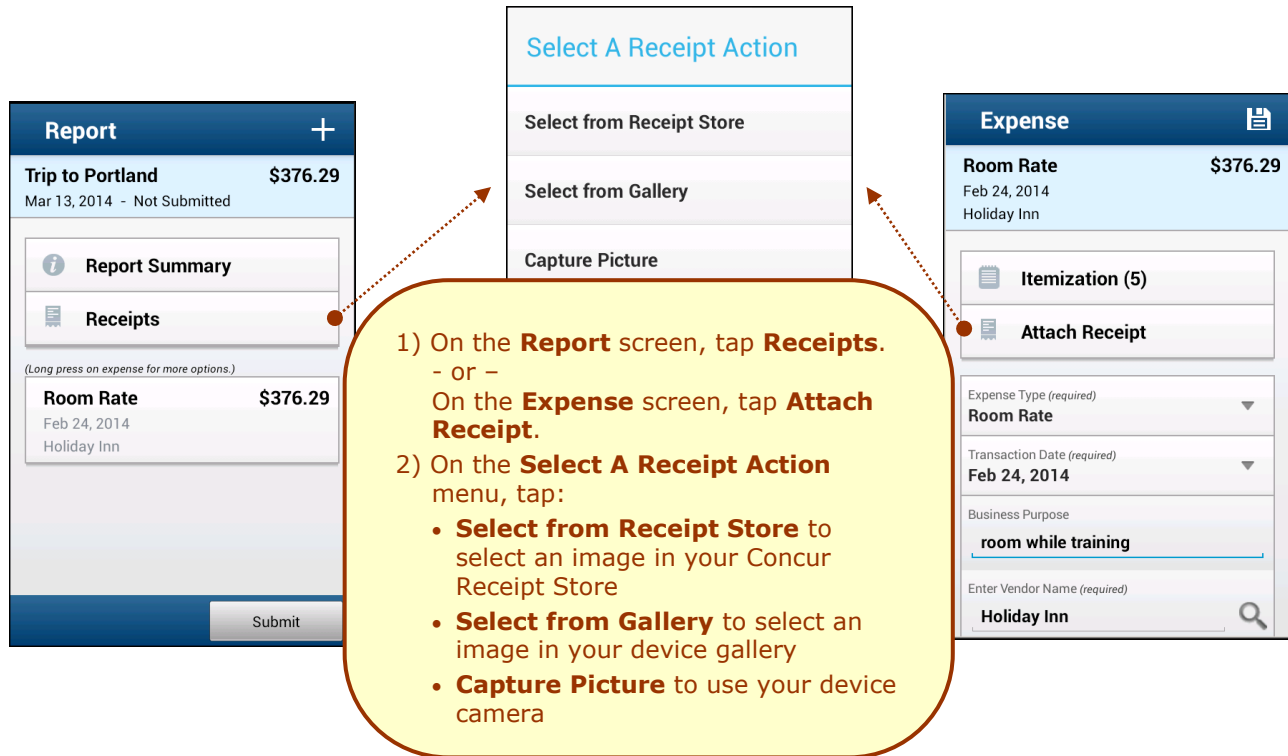 Report
Trip to Portland $376.29
Mar 13, 2014 - Not Submitted
Report Summary
Receipts
(Long press on expense for more options.)
Room Rate $376.29
Feb 24, 2014
Holiday Inn
Submit
Select A Receipt Action
Select from Receipt Store
Select from Gallery
Capture Picture
1) On the Report screen, tap Receipts.
- or –
On the Expense screen, tap Attach
Receipt.
2) On the Select A Receipt Action
menu, tap:
• Select from Receipt Store to
select an image in your Concur
Receipt Store
• Select from Gallery to select an
image in your device gallery
• Capture Picture to use your device
camera
Expense
Room Rate $376.29
Feb 24, 2014
Holiday Inn
Itemization (5)
Attach Receipt
Expense Type (required)
Room Rate
Transaction Date (required)
Feb 24, 2014
Business Purpose
room while training
Enter Vendor Name (required)
Holiday Inn